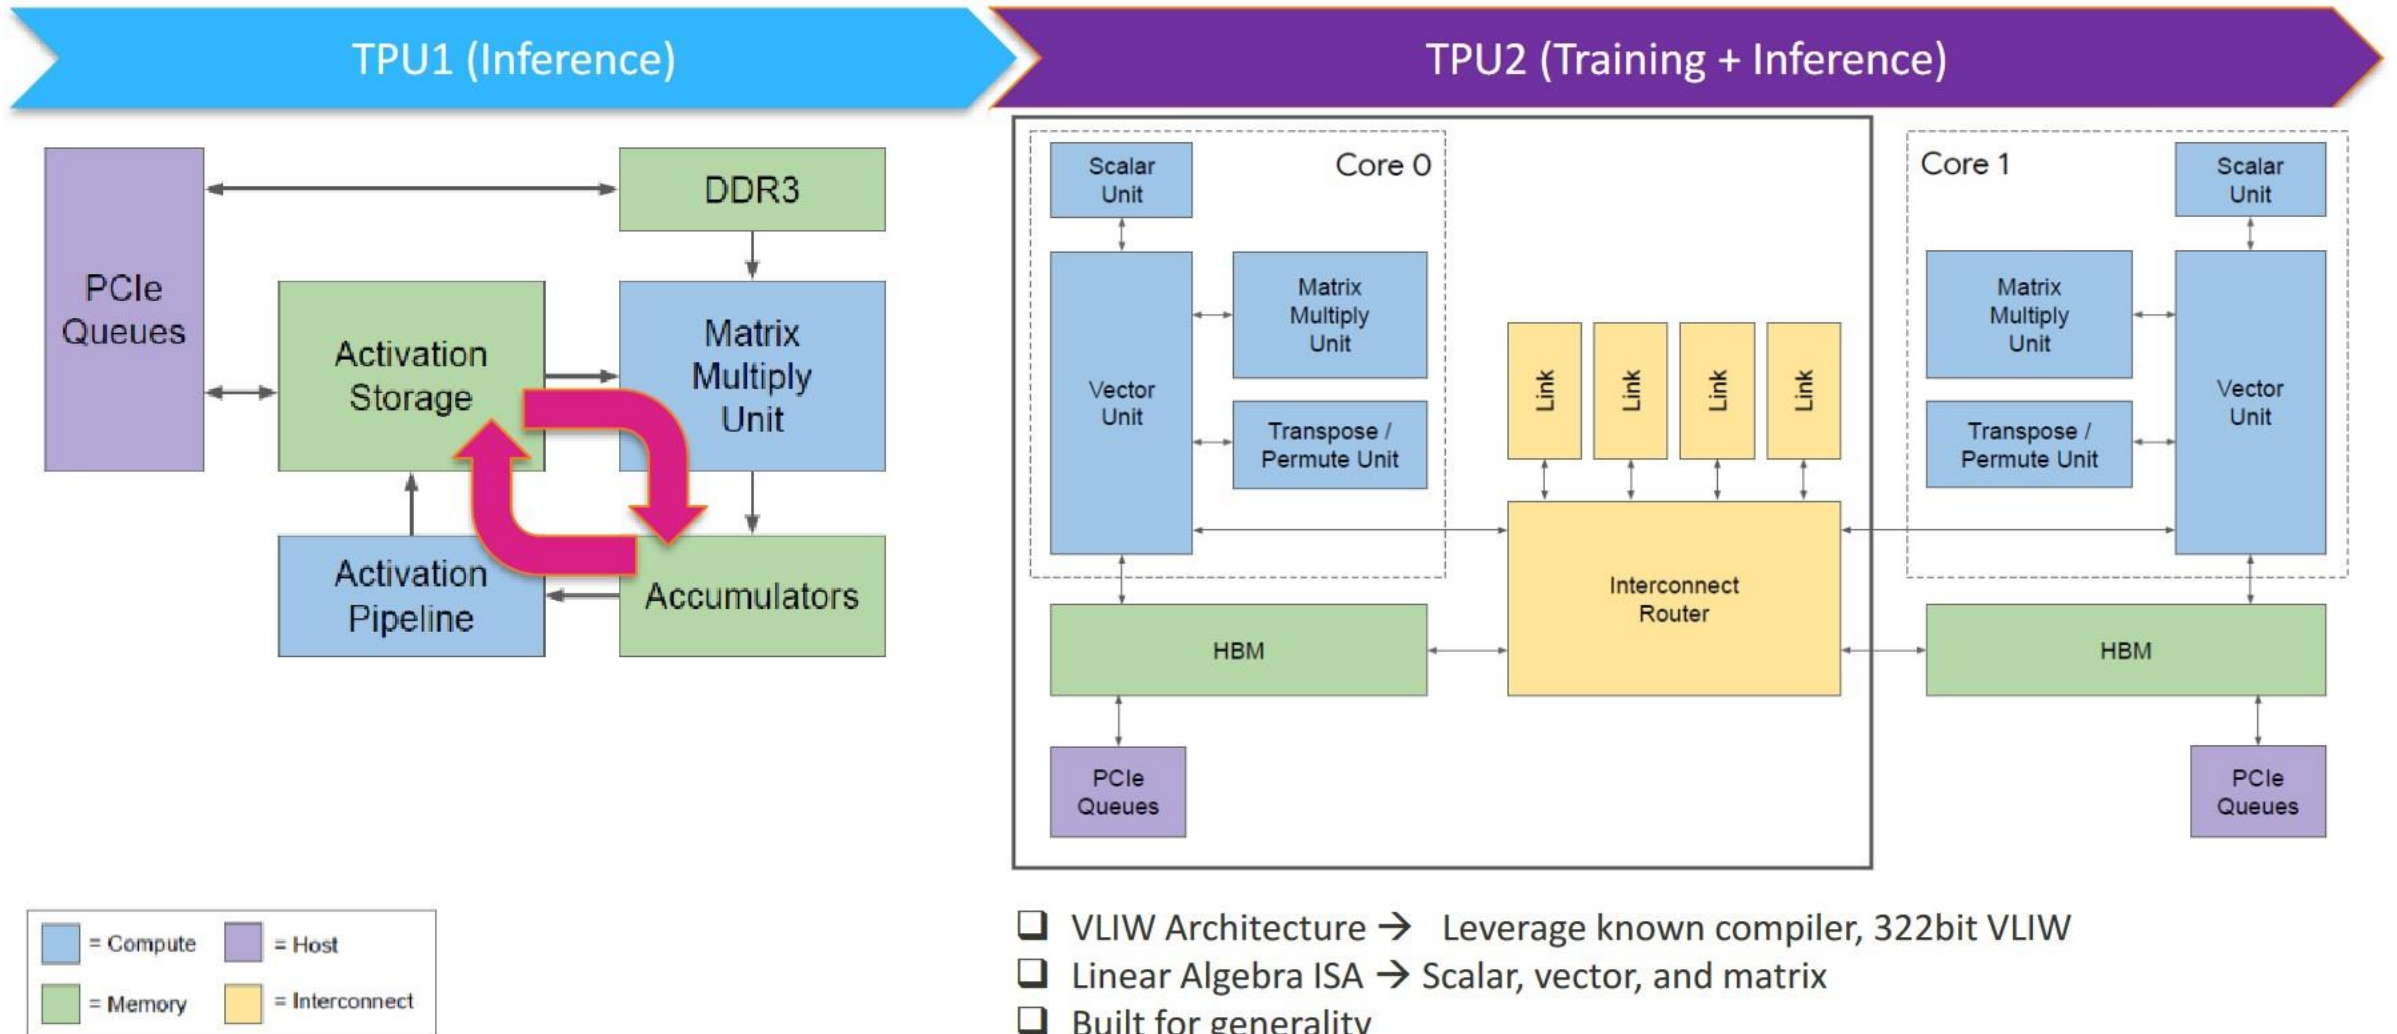 TPU1 (Inference)
TPU2 (Training + Inference)
PCIe
Queues
DDR3
Activation
Storage
Matrix
Multiply
Unit
Activation
Pipeline
Accumulators
= Compute
= Host
= Memory
= Interconnect
Core 0
Scalar
Unit
Vector
Unit
Matrix
Multiply
Unit
Transpose /
Permute Unit
HBM
PCIe
Queues
Link
Link
Link
Link
Interconnect
Router
Core 1
Scalar
Unit
Matrix
Multiply
Unit
Vector
Unit
Transpose /
Permute Unit
HBM
PCIe
Queues
❑ VLIW Architecture → Leverage known compiler, 322bit VLIW
❑ Linear Algebra ISA → Scalar, vector, and matrix
❑ Built for generality